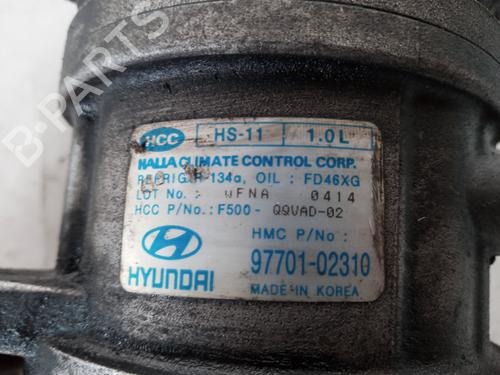 B-PARTS
HCC HS-11 1.0L
HALLA CLIMATE CONTROL CORP.
REFRIG R-134a, OIL : FD46XG
LOT No. : WFNA 0414
HCC P/No.: F500- QQVAD-02
HMC P/No :
HYUNDAI 97701-02310
MADE IN KOREA